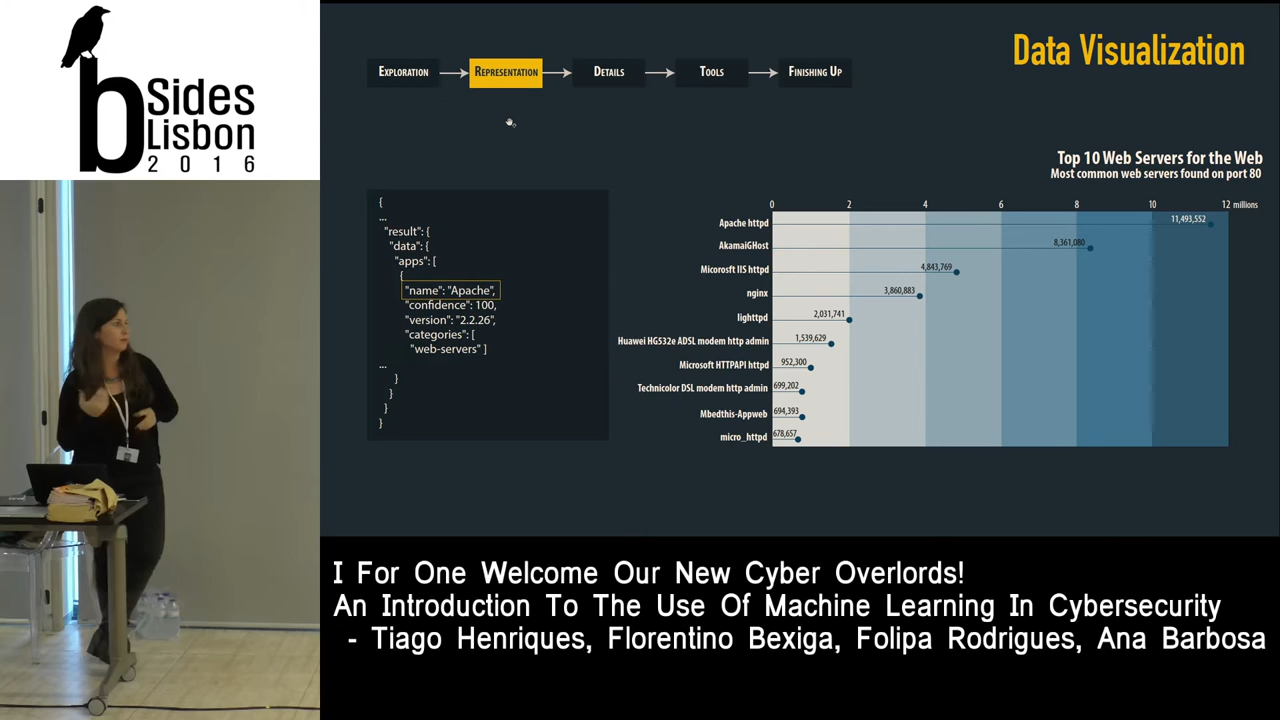 b Sides
Lisbon
2016
Data Visualization
EXPLORATION
REPRESENTATION
DETAILS
TOOLS
FINISHING UP
Top 10 Web Servers for the Web
Most common web servers found on port 80
{
...
"result": {
"data": {
"apps": [
{
"name": "Apache",
"confidence": 100,
"version": "2.2.26",
"categories": [
"web-servers" ]
...
}
}
}
}
0 2 4 6 8 10 12 millions
Apache httpd 11,493,552
AkamaiGHost 8,361,080
Micorosft IIS httpd 4,843,769
nginx 3,860,883
lighttpd 2,031,741
Huawei HG532e ADSL modem http admin 1,539,629
Microsoft HTTPAPI httpd 952,300
Technicolor DSL modem http admin 699,202
Mbedthis-Appweb 694,393
micro_httpd 678,657
I For One Welcome Our New Cyber Overlords!
An Introduction To The Use Of Machine Learning In Cybersecurity
- Tiago Henriques, Florentino Bexiga, Folipa Rodrigues, Ana Barbosa